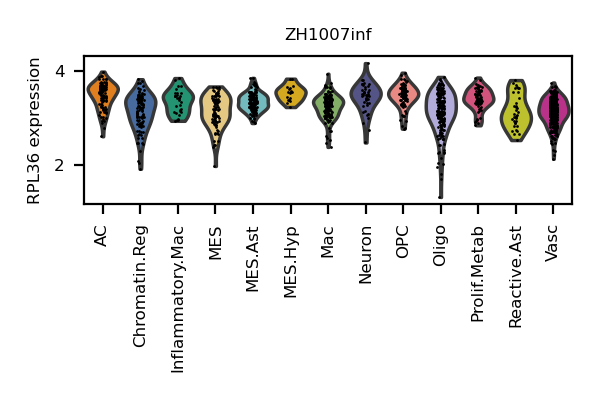 ZH1007inf
RPL36 expression
4
2
AC
Chromatin.Reg
Inflammatory.Mac
MES
MES.Ast
MES.Hyp
Mac
Neuron
OPC
Oligo
Prolif.Metab
Reactive.Ast
Vasc